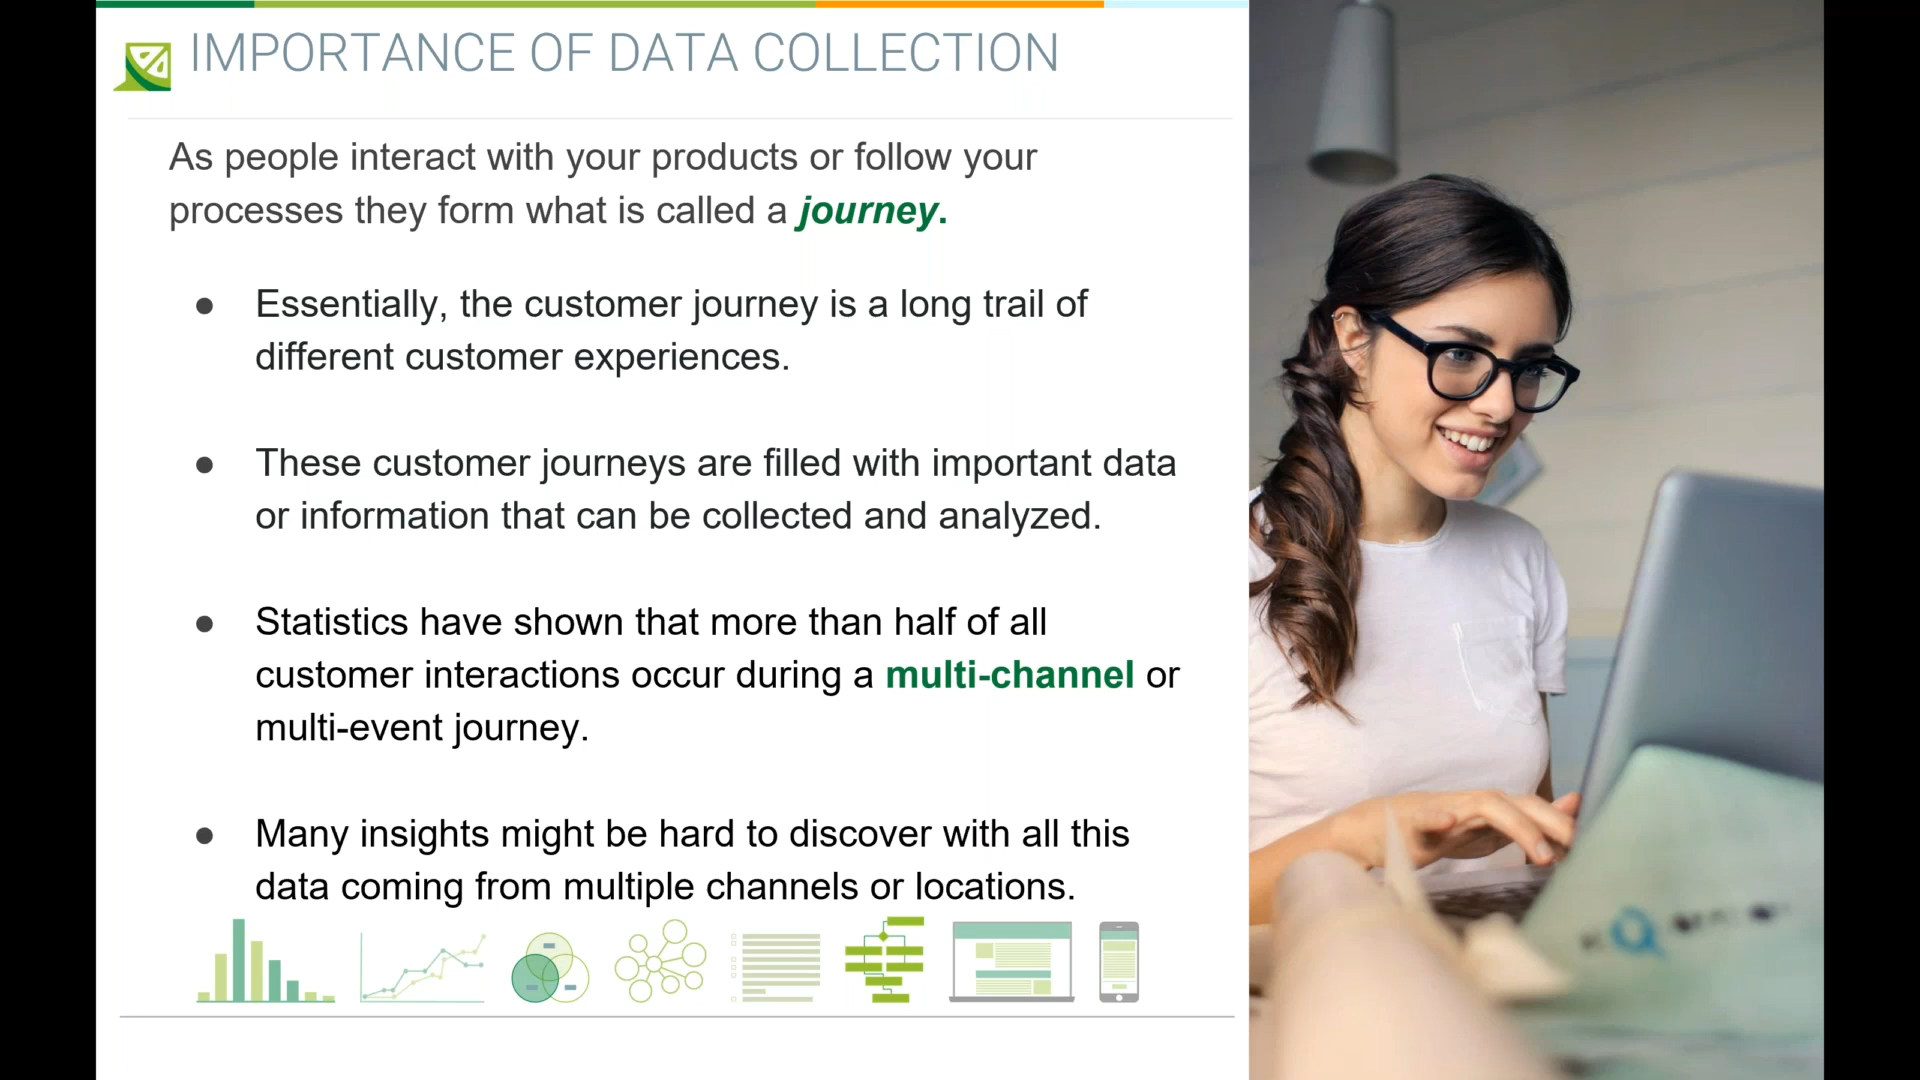 IMPORTANCE OF DATA COLLECTION
As people interact with your products or follow your
processes they form what is called a journey.
● Essentially, the customer journey is a long trail of
different customer experiences.
● These customer journeys are filled with important data
or information that can be collected and analyzed.
● Statistics have shown that more than half of all
customer interactions occur during a multi-channel or
multi-event journey.
● Many insights might be hard to discover with all this
data coming from multiple channels or locations.